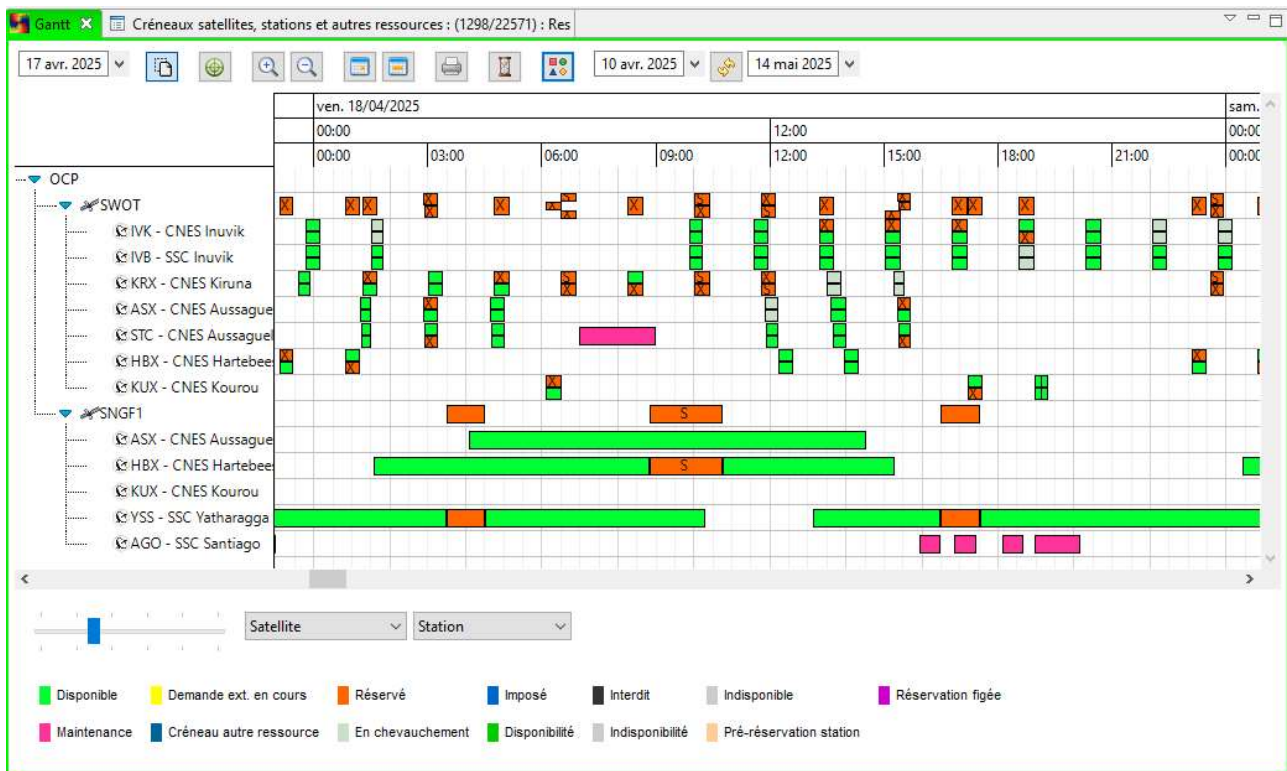 Gantt Créneaux satellites, stations et autres ressources : (1298/22571) : Res
17 avr. 2025 10 avr. 2025 14 mai 2025
ven. 18/04/2025 sam.
00:00 12:00 00:00
00:00 03:00 06:00 09:00 12:00 15:00 18:00 21:00 00:00
OCP
SWOT
IVK - CNES Inuvik
IVB - SSC Inuvik
KRX - CNES Kiruna
ASX - CNES Aussague
STC - CNES Aussaguel
HBX - CNES Hartebees
KUX - CNES Kourou
SNGF1 S
ASX - CNES Aussague
HBX - CNES Hartebees S
KUX - CNES Kourou
YSS - SSC Yatharagga
AGO - SSC Santiago
Satellite Station
Disponible Demande ext. en cours Réservé Imposé Interdit Indisponible Réservation figée
Maintenance Créneau autre ressource En chevauchement Disponibilité Indisponibilité Pré-réservation station